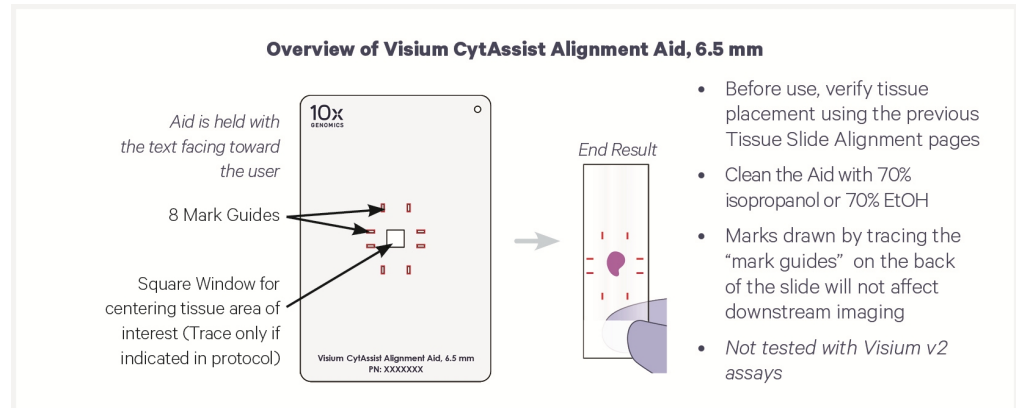 Overview of Visium CytAssist Alignment Aid, 6.5 mm
Aid is held with
the text facing toward
the user
8 Mark Guides
Square Window for
centering tissue area of
interest (Trace only if
indicated in protocol)
10x
GENOMICS
Visium CytAssist Alignment Aid, 6.5 mm
PN: XXXXXXX
End Result
• Before use, verify tissue
placement using the previous
Tissue Slide Alignment pages
• Clean the Aid with 70%
isopropanol or 70% EtOH
• Marks drawn by tracing the
“mark guides” on the back
of the slide will not affect
downstream imaging
• Not tested with Visium v2
assays